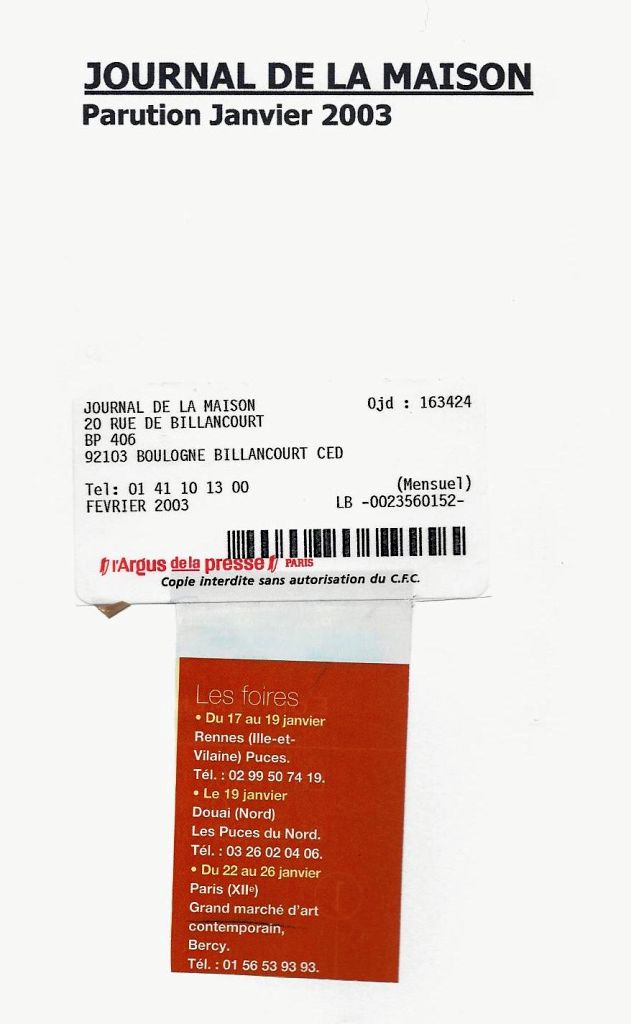 JOURNAL DE LA MAISON
Parution Janvier 2003
JOURNAL DE LA MAISON Ojd : 163424
20 RUE DE BILLANCOURT
BP 406
92103 BOULOGNE BILLANCOURT CED
Tel: 01 41 10 13 00 (Mensuel)
FEVRIER 2003 LB -0023560152-
l'Argus de la presse PARIS
Copie interdite sans autorisation du C.F.C.
Les foires
• Du 17 au 19 janvier
Rennes (Ille-et-
Vilaine) Puces.
Tél. : 02 99 50 74 19.
• Le 19 janvier
Douai (Nord)
Les Puces du Nord.
Tél. : 03 26 02 04 06.
• Du 22 au 26 janvier
Paris (XIIe)
Grand marché d'art
contemporain,
Bercy.
Tél. : 01 56 53 93 93.